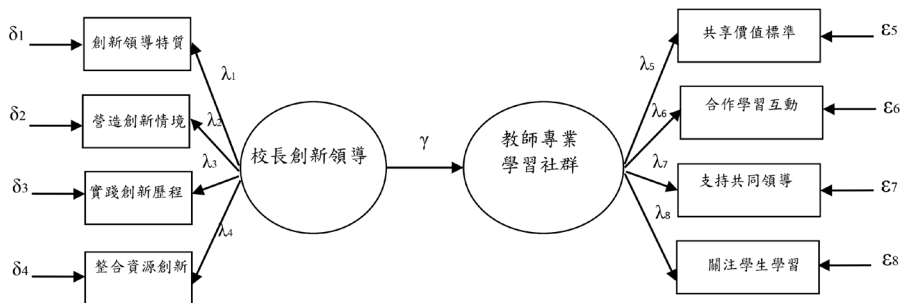 δ1
創新領導特質
λ1
δ2
營造創新情境
λ2
δ3
實踐創新歷程
λ3
δ4
整合資源創新
λ4
校長創新領導
γ
教師專業
學習社群
λ5
共享價值標準
ε5
λ6
合作學習互動
ε6
λ7
支持共同領導
ε7
λ8
關注學生學習
ε8